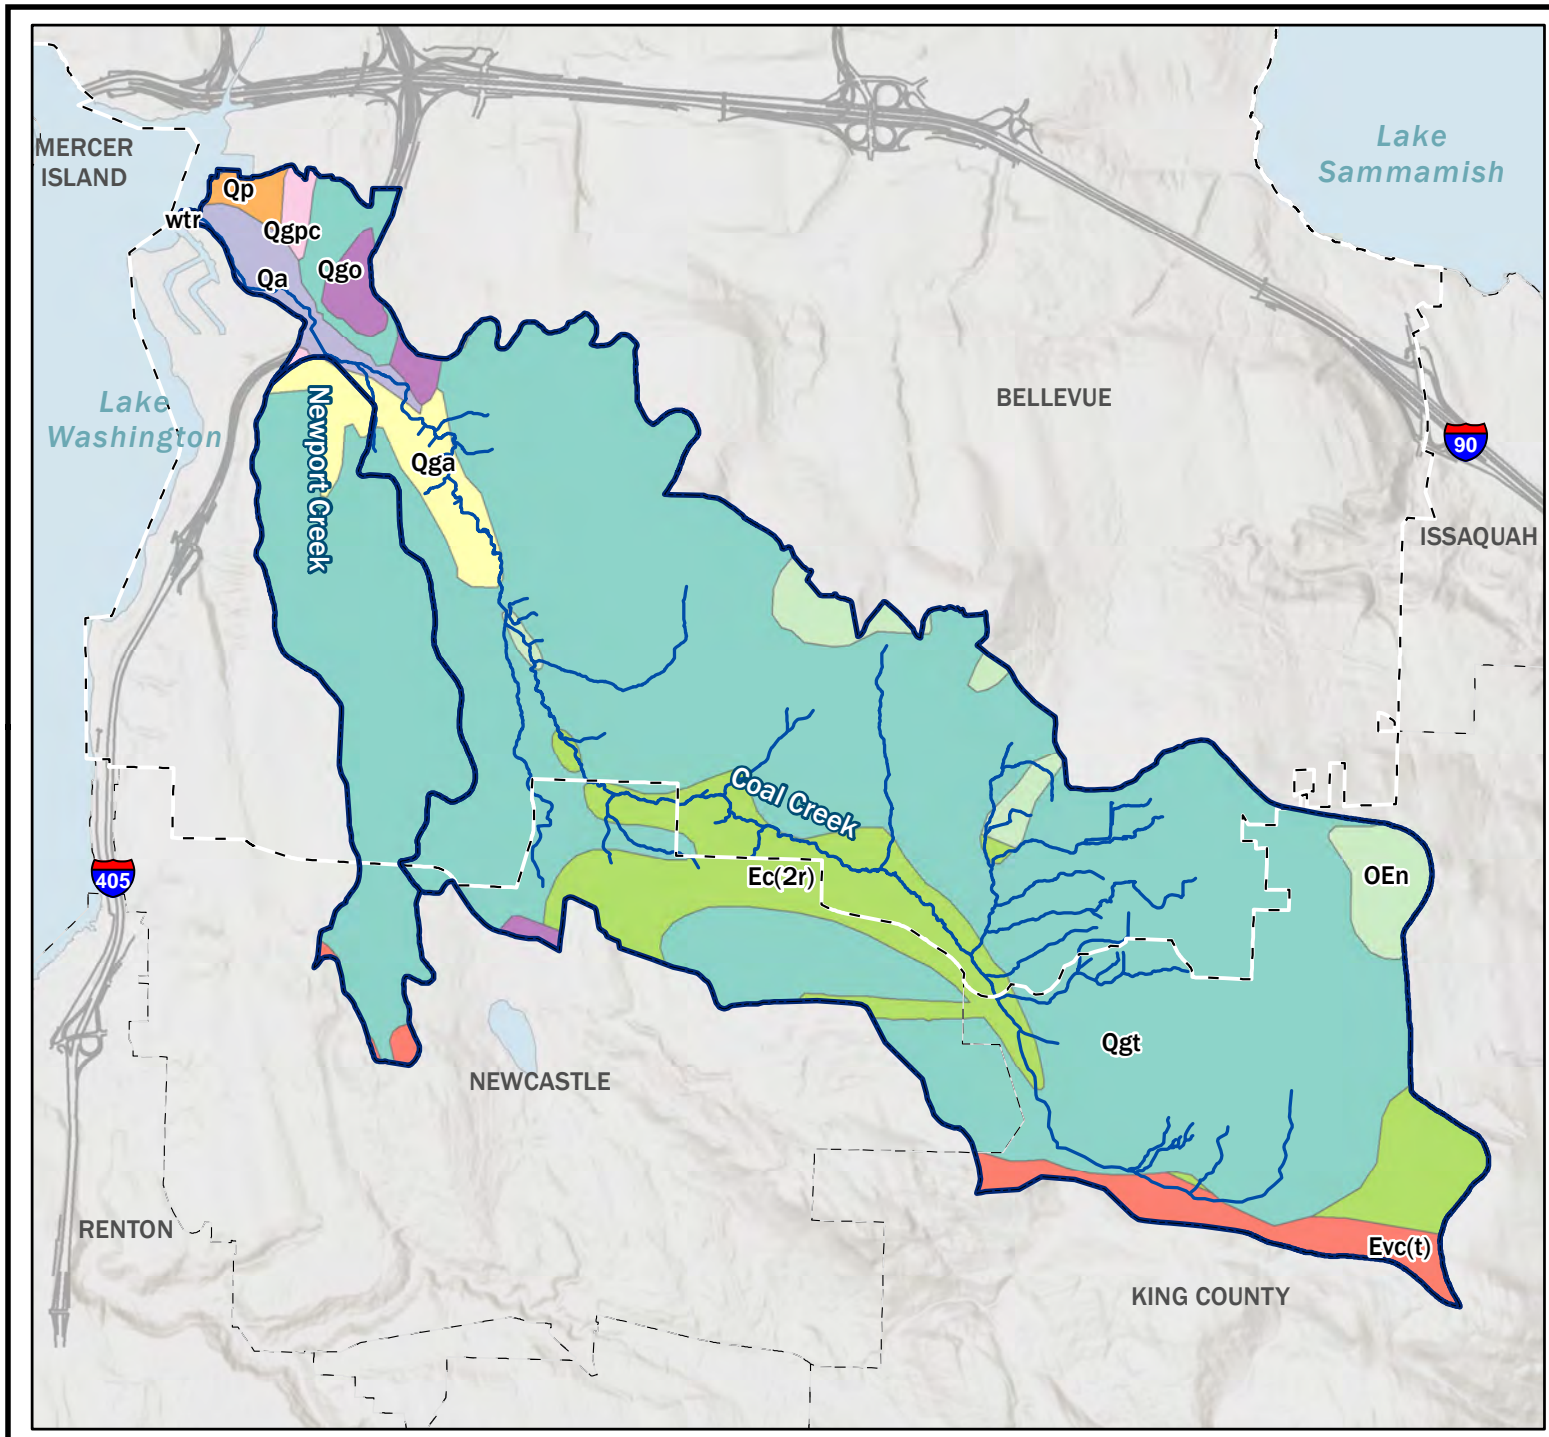 Lake
Sammamish
MERCER
ISLAND
Qp
wtr
Qgpc
Qgo
Qa
Lake
Washington
Newport Creek
BELLEVUE
90
Qga
ISSAQUAH
Coal Creek
405
Ec(2r)
OEn
Qgt
NEWCASTLE
RENTON
Evc(t)
KING COUNTY